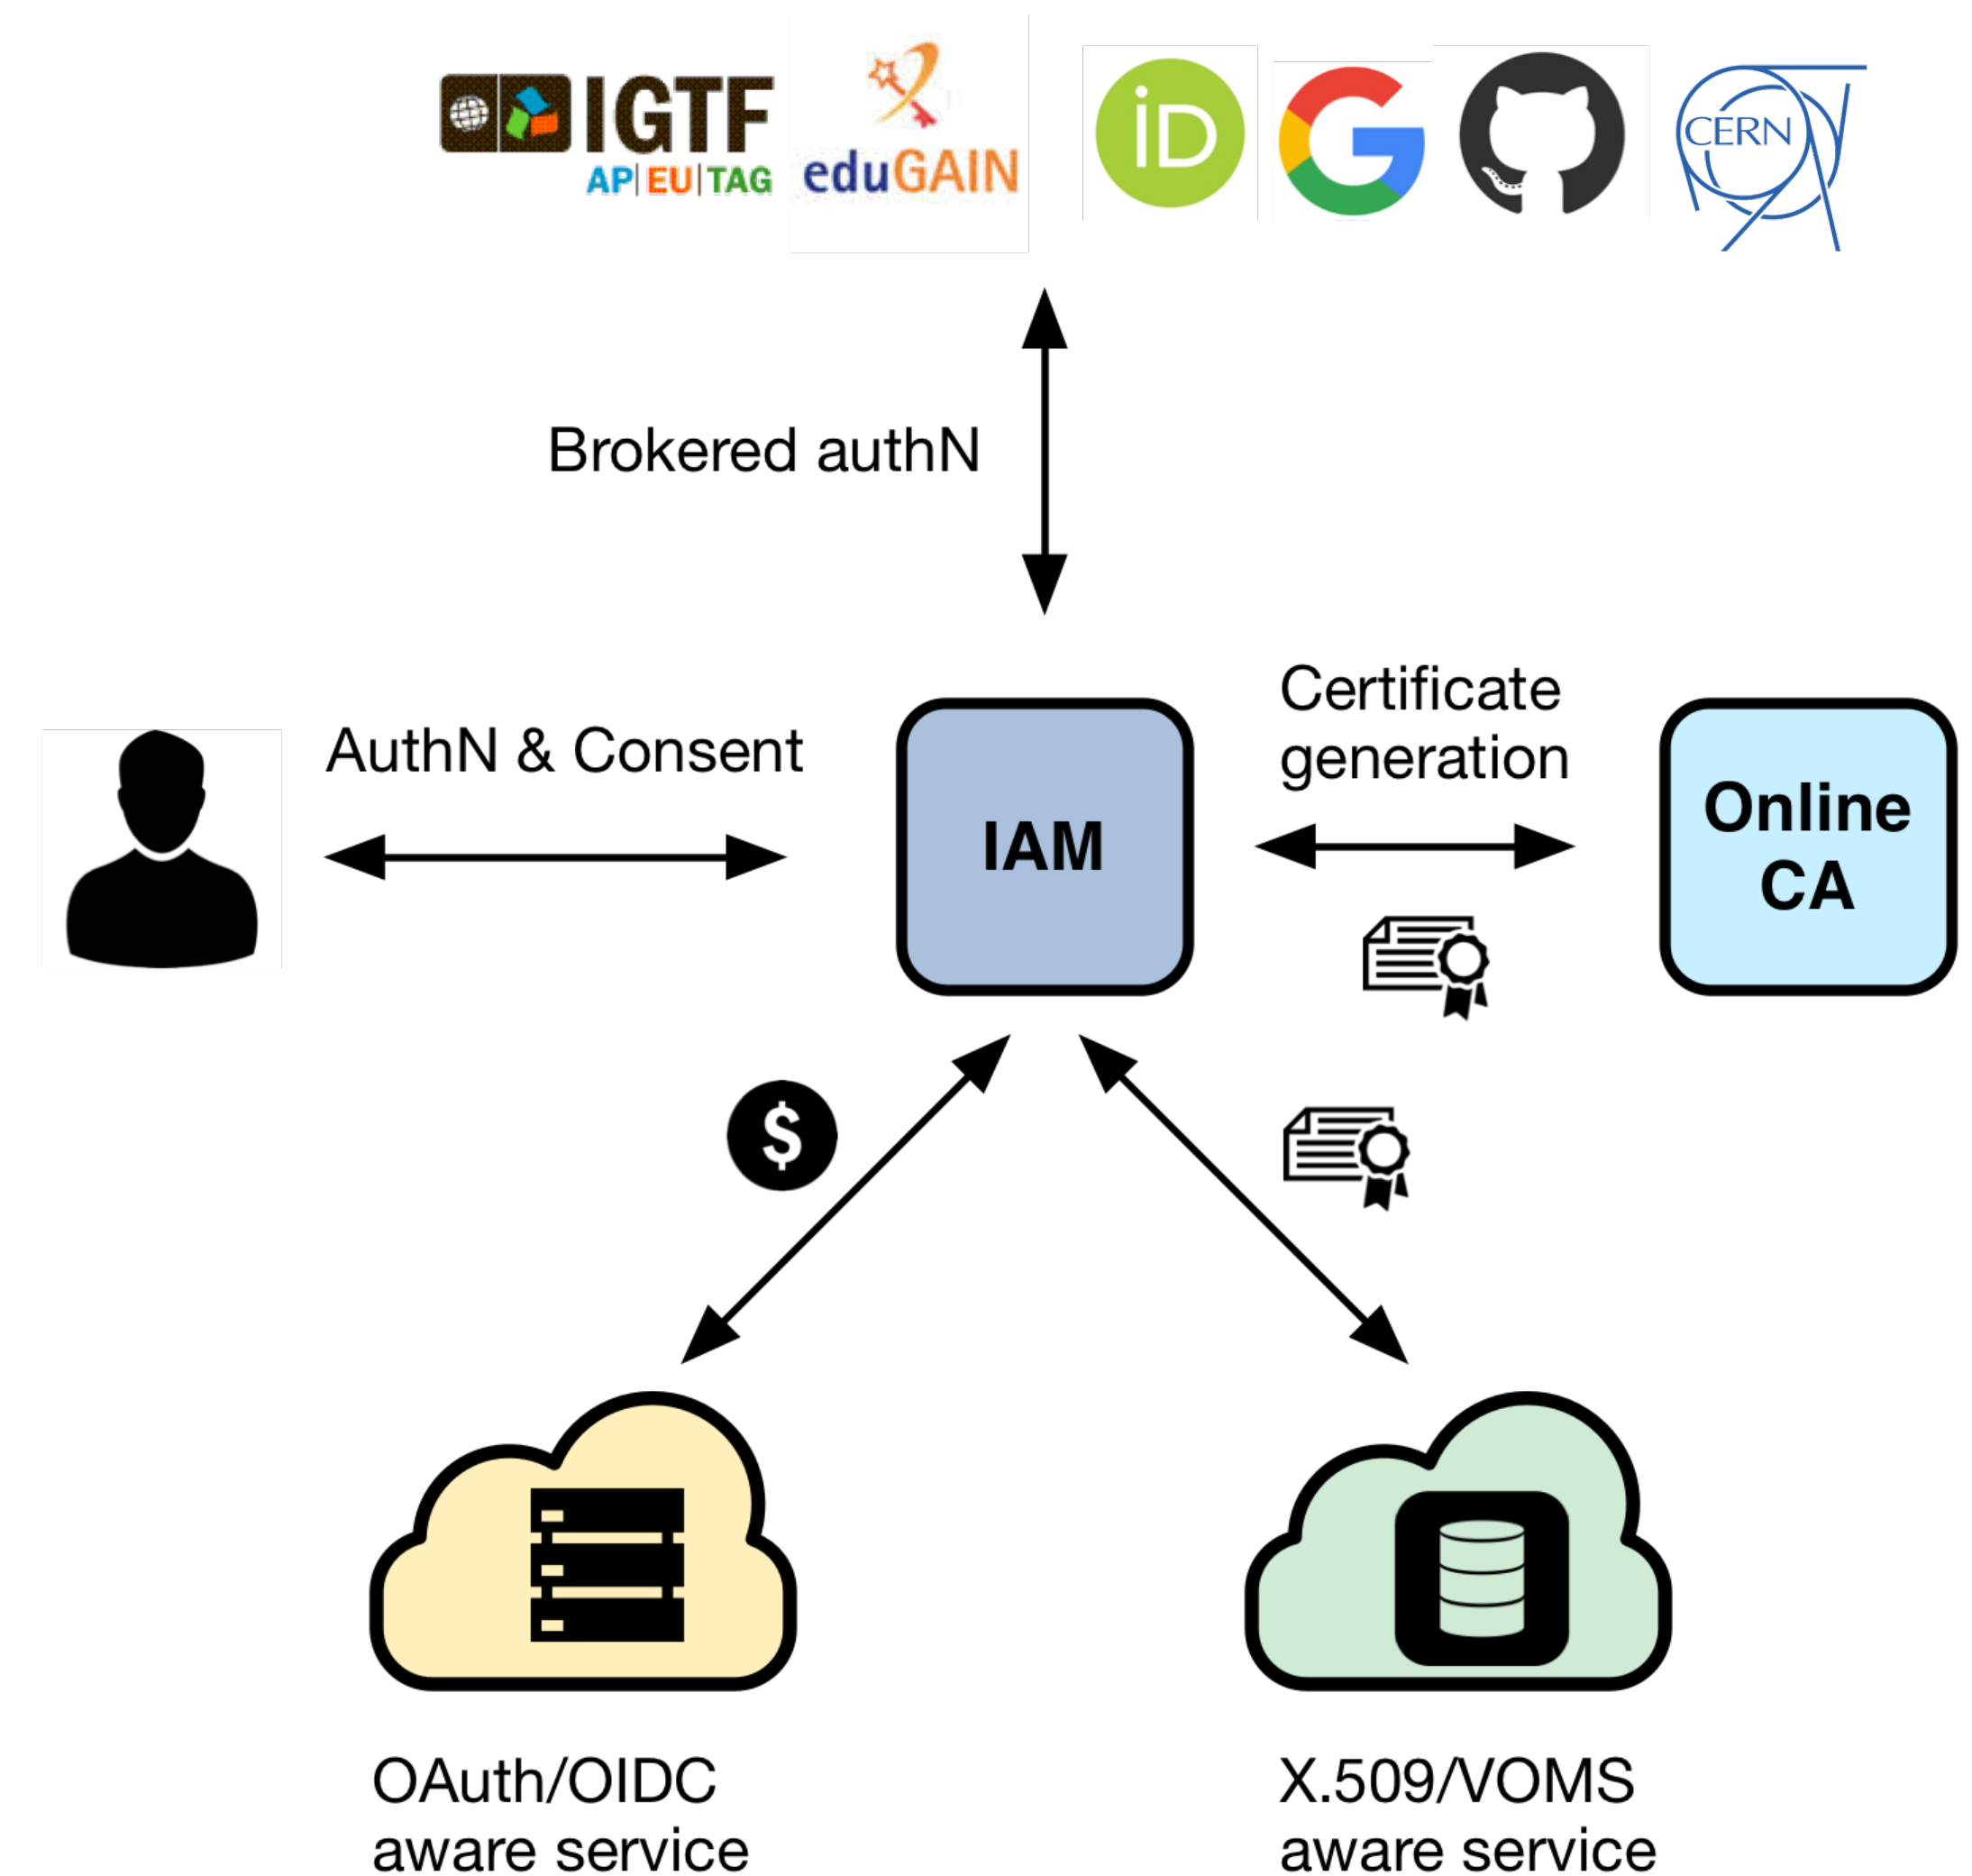 IGTF
AP|EU|TAG
eduGAIN
iD
G
CERN
Brokered authN
AuthN & Consent
IAM
Certificate
generation
Online
CA
$
OAuth/OIDC
aware service
X.509/VOMS
aware service